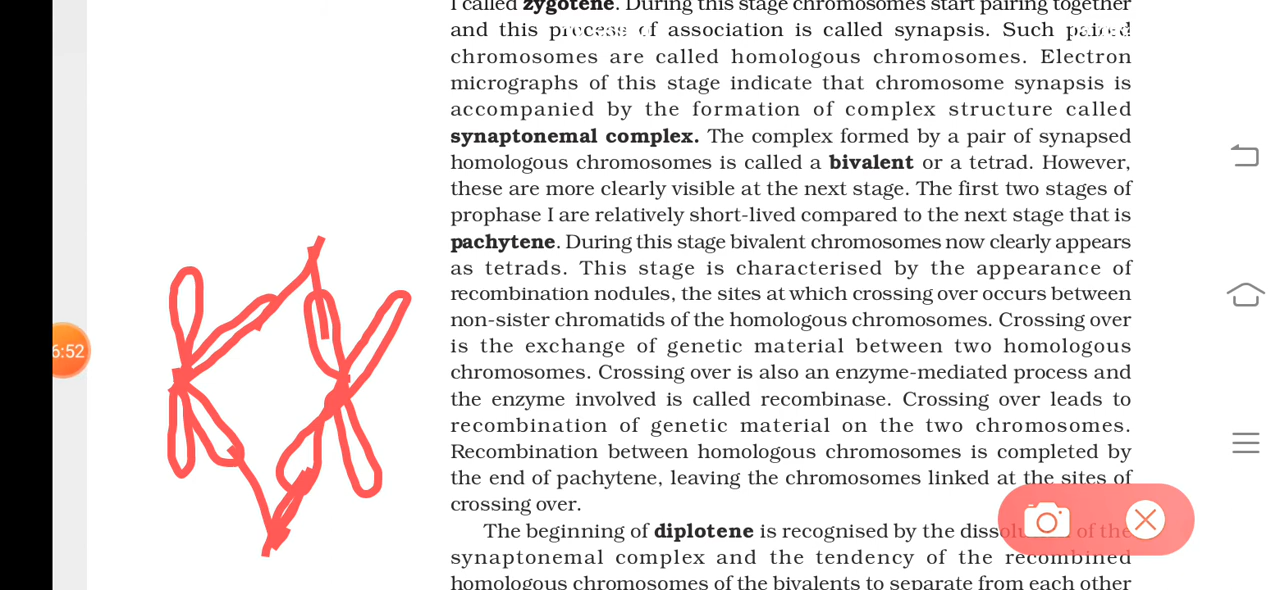 I called zygotene. During this stage chromosomes start pairing together
and this process of association is called synapsis. Such paired
chromosomes are called homologous chromosomes. Electron
micrographs of this stage indicate that chromosome synapsis is
accompanied by the formation of complex structure called
synaptonemal complex. The complex formed by a pair of synapsed
homologous chromosomes is called a bivalent or a tetrad. However,
these are more clearly visible at the next stage. The first two stages of
prophase I are relatively short-lived compared to the next stage that is
pachytene. During this stage bivalent chromosomes now clearly appears
as tetrads. This stage is characterised by the appearance of
recombination nodules, the sites at which crossing over occurs between
non-sister chromatids of the homologous chromosomes. Crossing over
is the exchange of genetic material between two homologous
6:52
chromosomes. Crossing over is also an enzyme-mediated process and
the enzyme involved is called recombinase. Crossing over leads to
recombination of genetic material on the two chromosomes.
Recombination between homologous chromosomes is completed by
the end of pachytene, leaving the chromosomes linked at the sites of
crossing over.
The beginning of diplotene is recognised by the dissolution of the
synaptonemal complex and the tendency of the recombined
homologous chromosomes of the bivalents to separate from each other